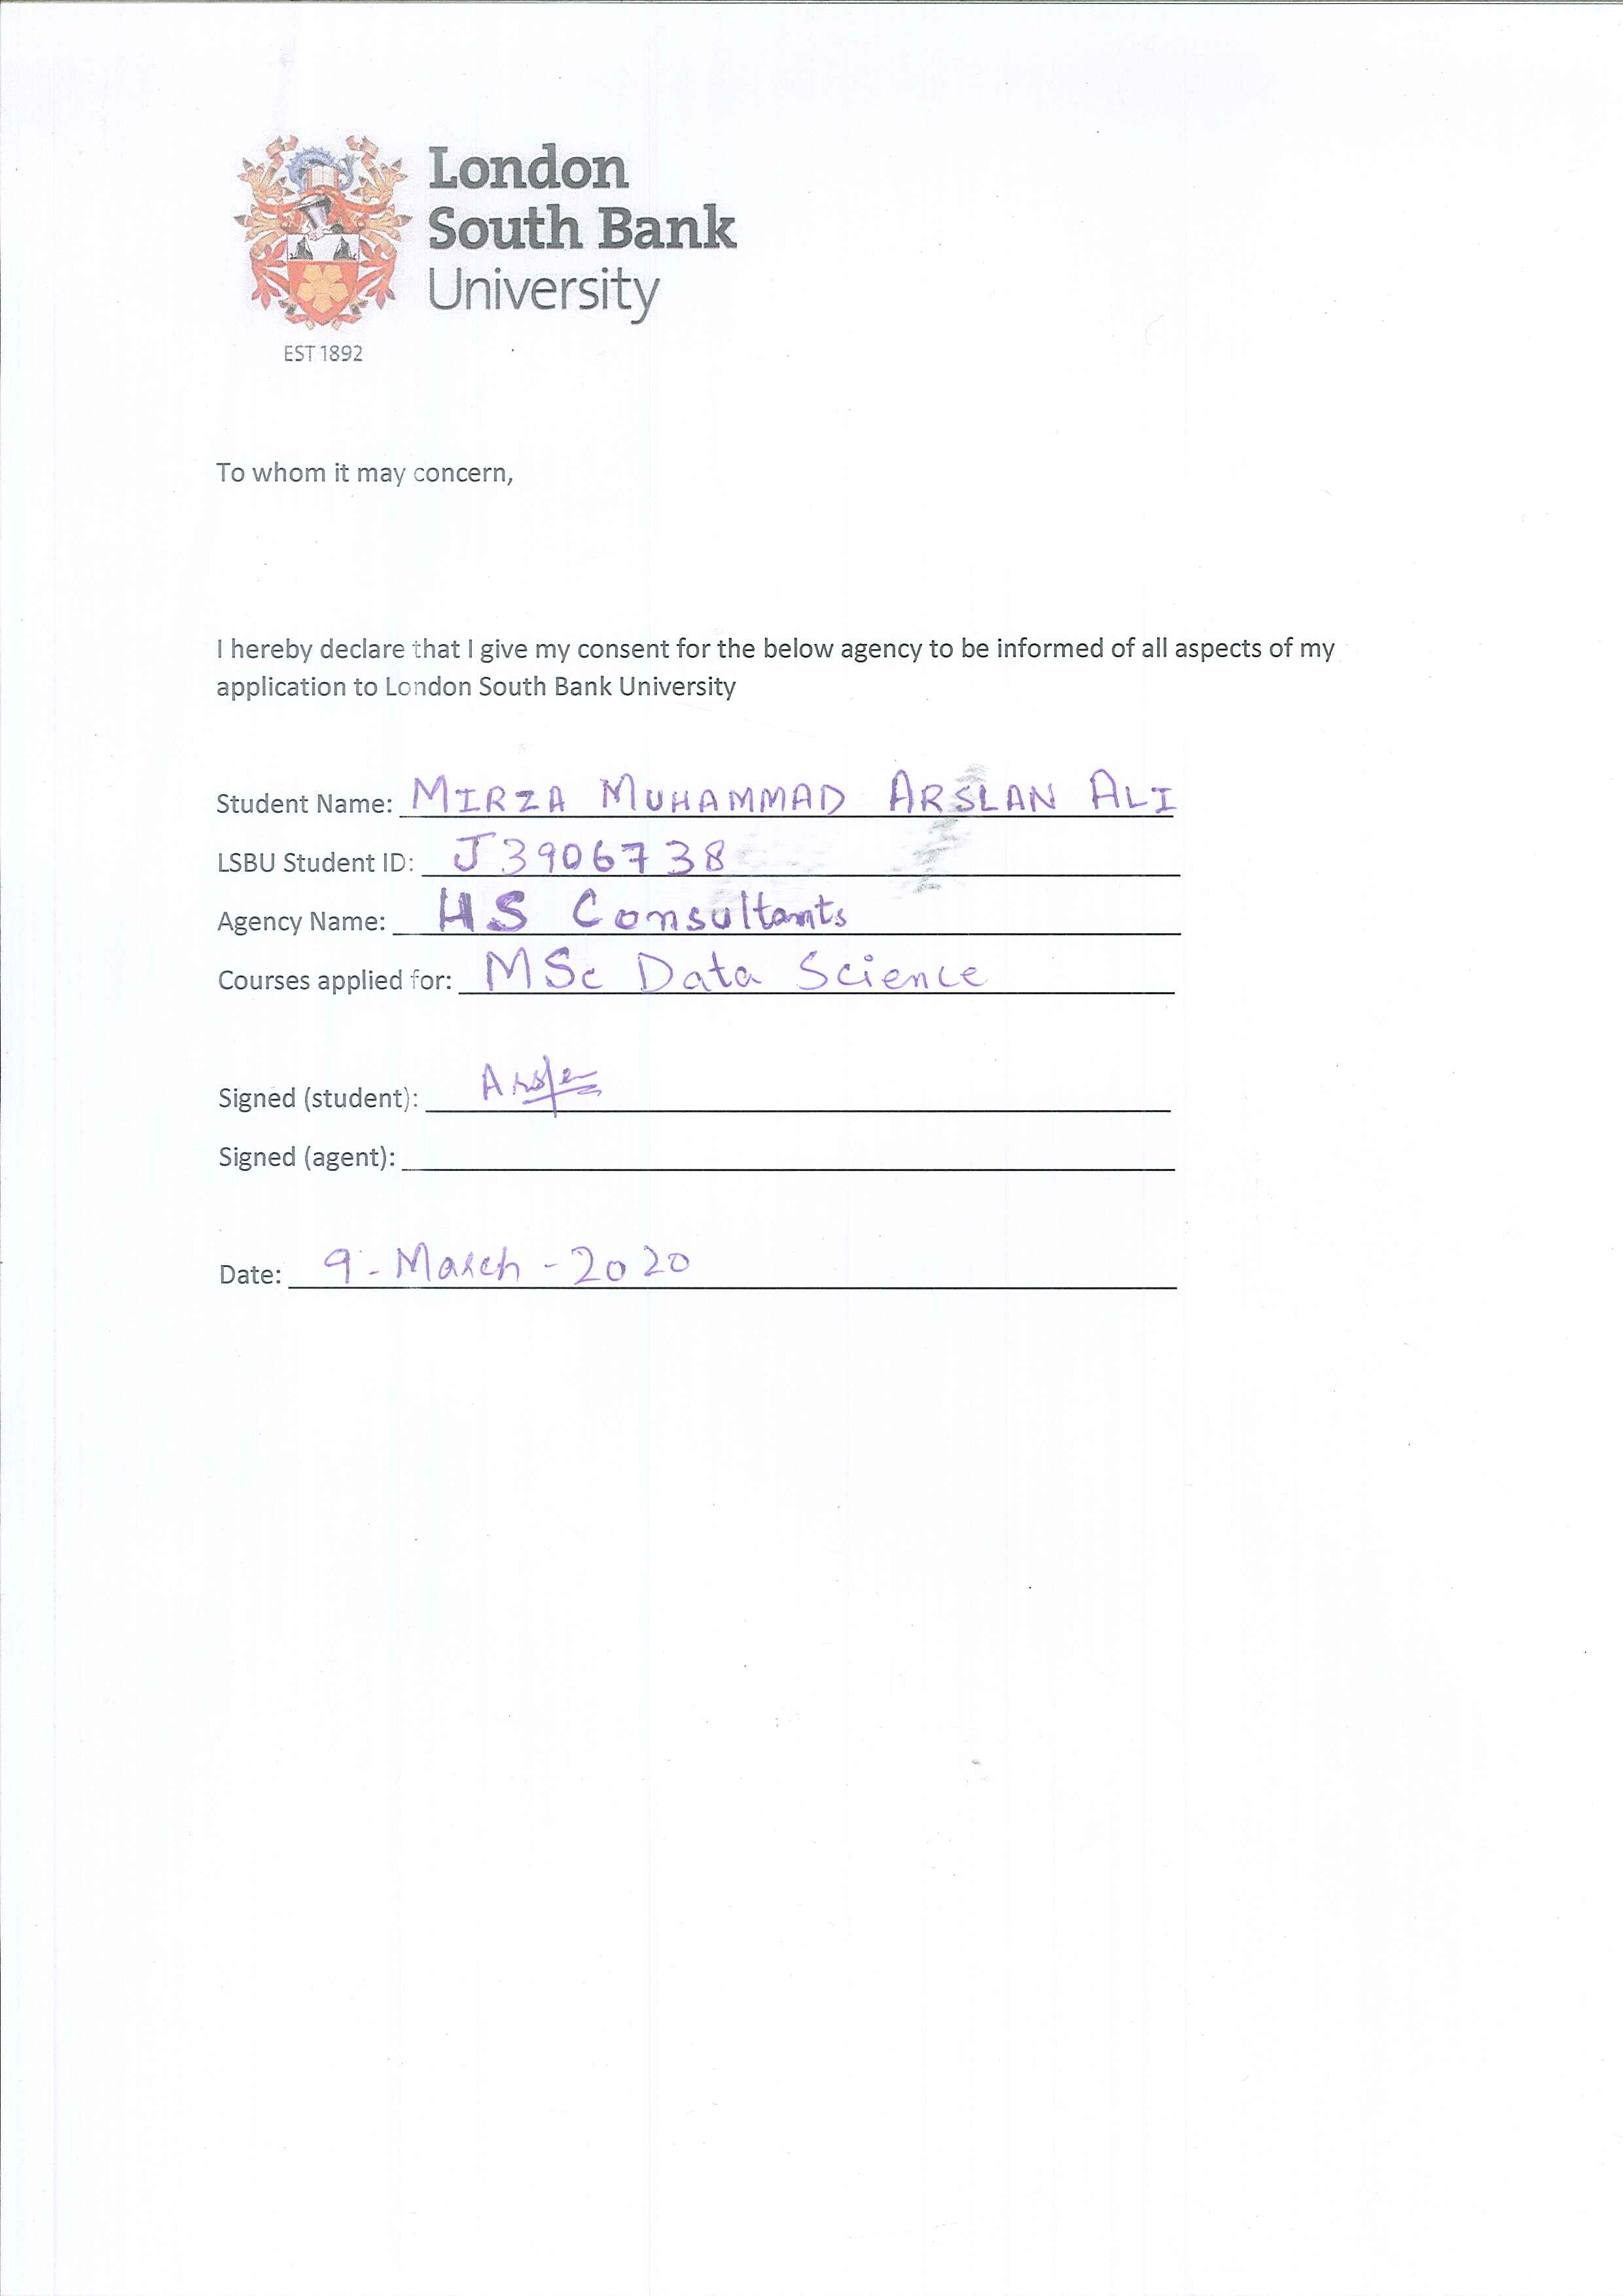 London
South Bank
University
EST 1892
To whom it may concern,
I hereby declare that I give my consent for the below agency to be informed of all aspects of my
application to London South Bank University
Student Name: MIRZA MUHAMMAD ARSLAN ALI
LSBU Student ID: J3906738
Agency Name: HS Consultants
Courses applied for: MSc Data Science
Signed (student):
Signed (agent):
Date: 9-March-2020